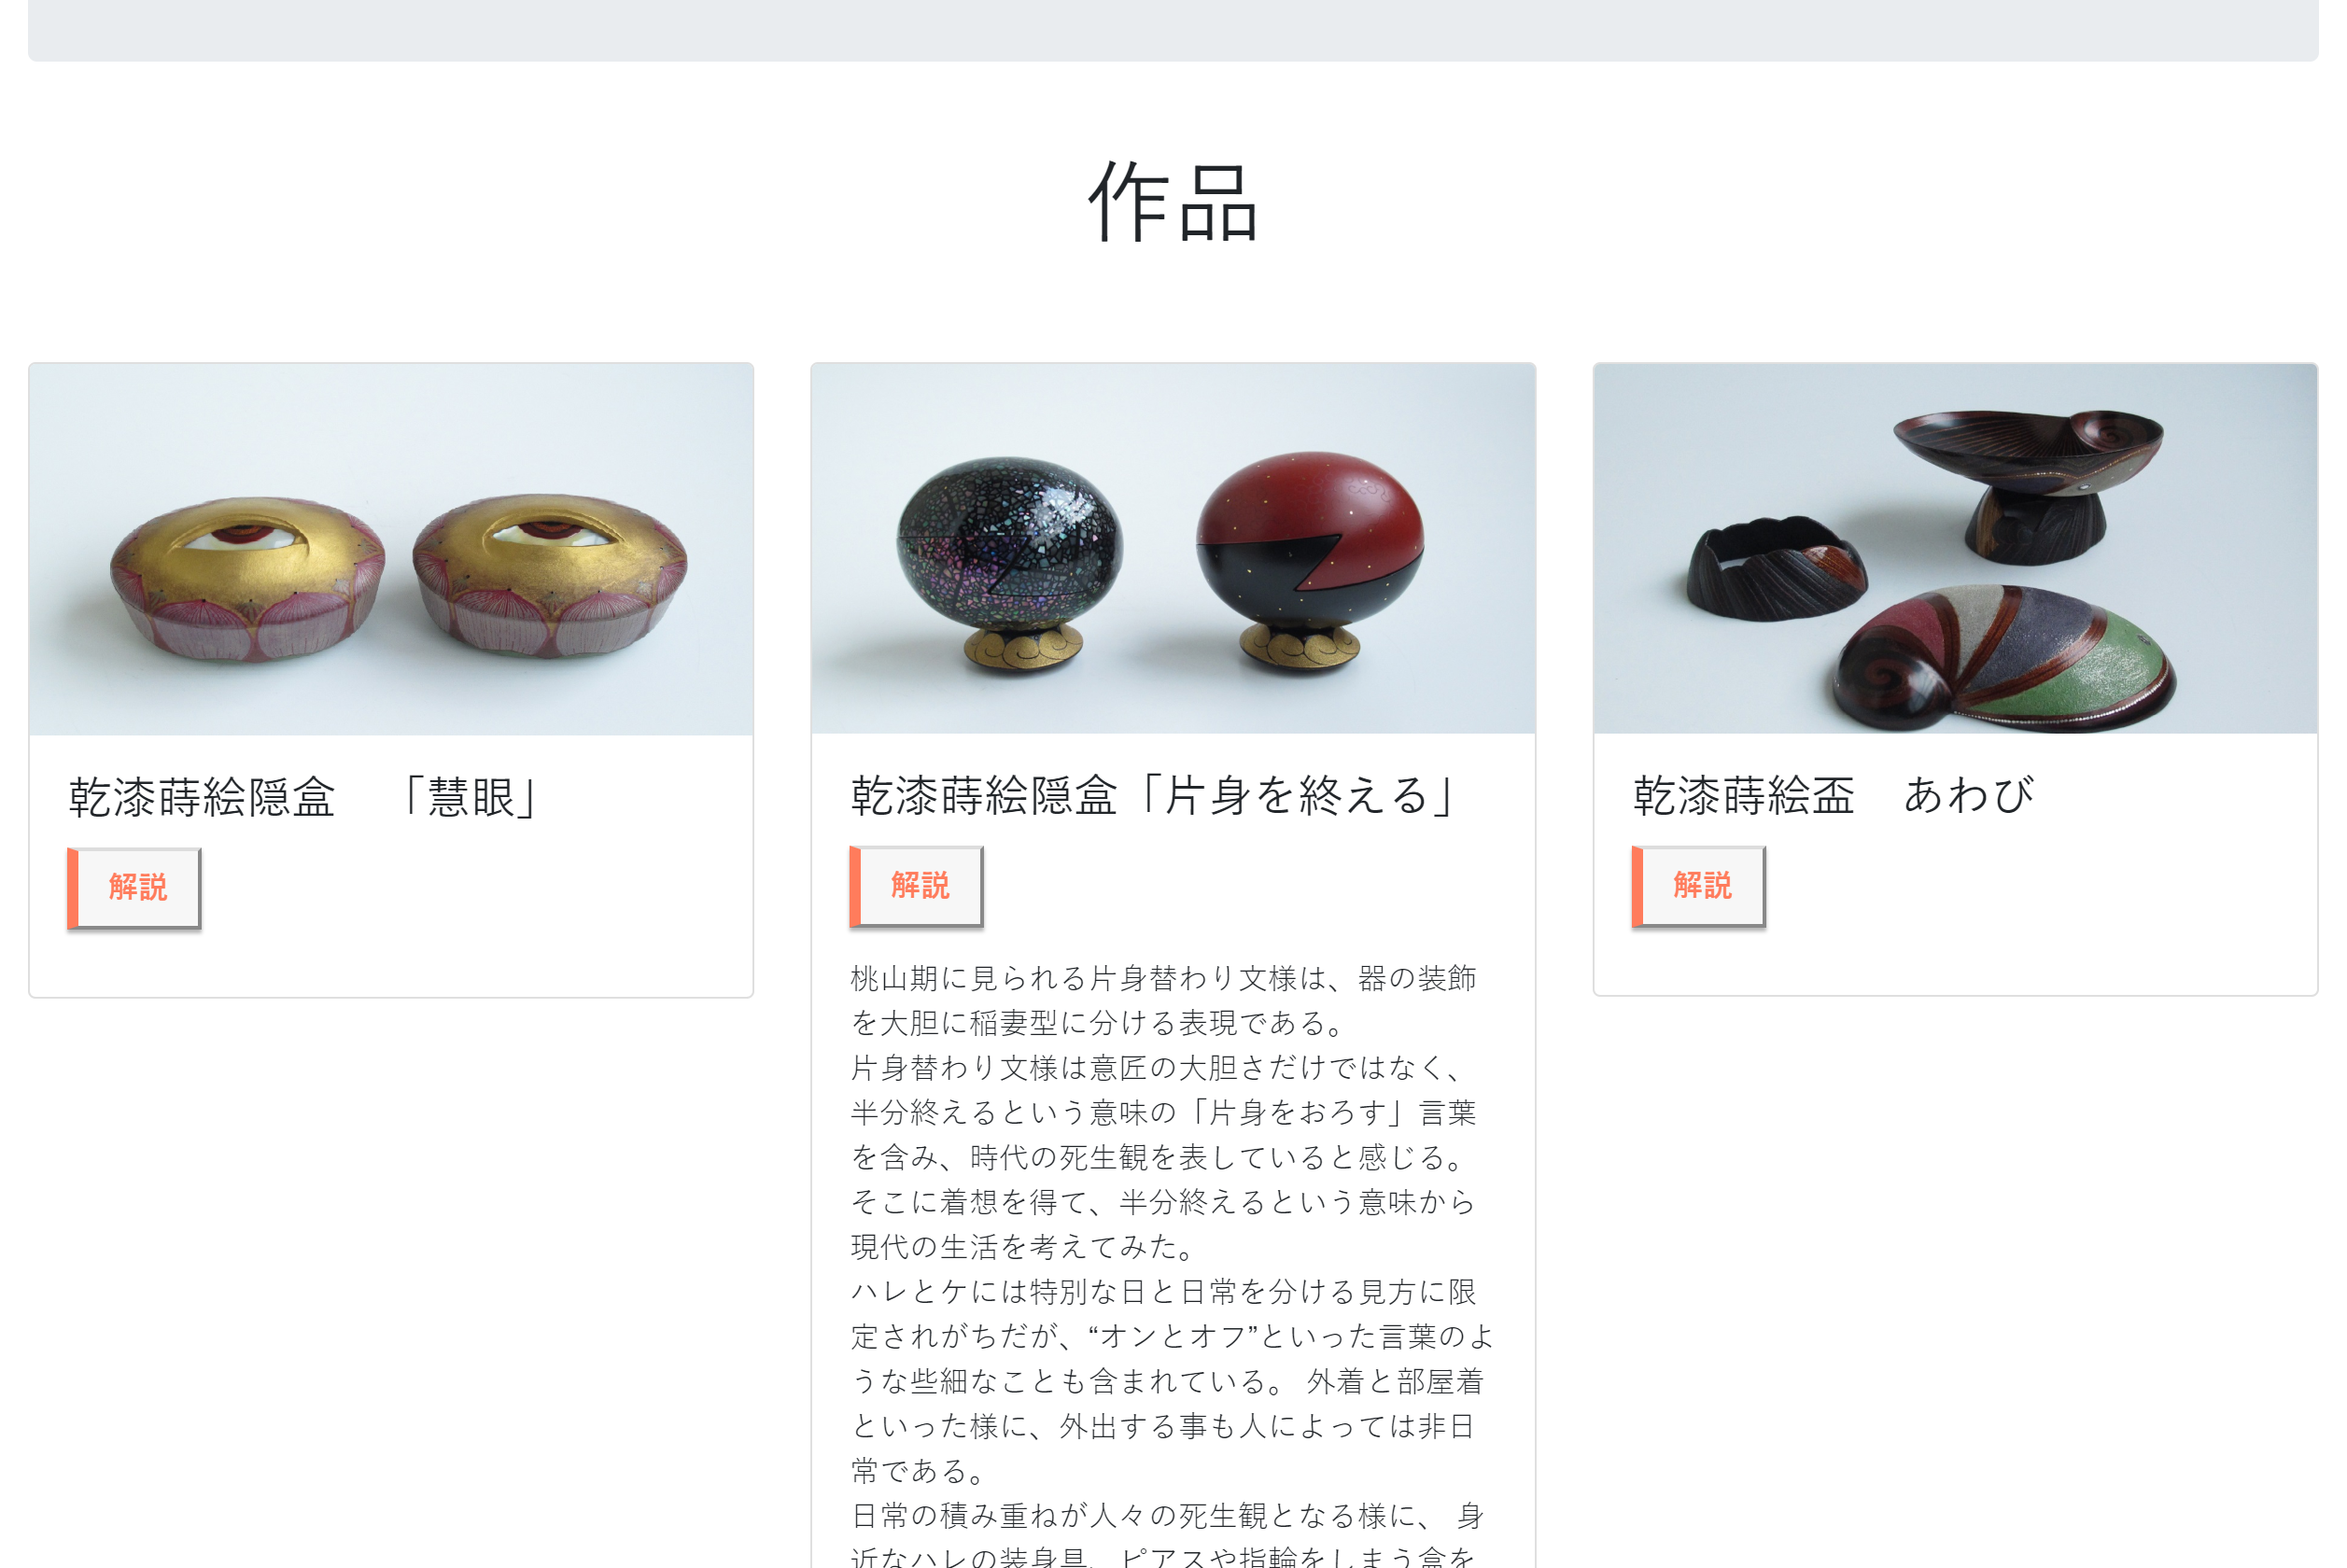 作品
乾漆蒔絵隠盒　「慧眼」
解説
乾漆蒔絵隠盒「片身を終える」
解説
桃山期に見られる片身替わり文様は、器の装飾
を大胆に稲妻型に分ける表現である。
片身替わり文様は意匠の大胆さだけではなく、
半分終えるという意味の「片身をおろす」言葉
を含み、時代の死生観を表していると感じる。
そこに着想を得て、半分終えるという意味から
現代の生活を考えてみた。
ハレとケには特別な日と日常を分ける見方に限
定されがちだが、“オンとオフ”といった言葉のよ
うな些細なことも含まれている。 外着と部屋着
といった様に、外出する事も人によっては非日
常である。
日常の積み重ねが人々の死生観となる様に、 身
近なハレの装身具、ピアスや指輪をしまう盒を
乾漆蒔絵盃　あわび
解説